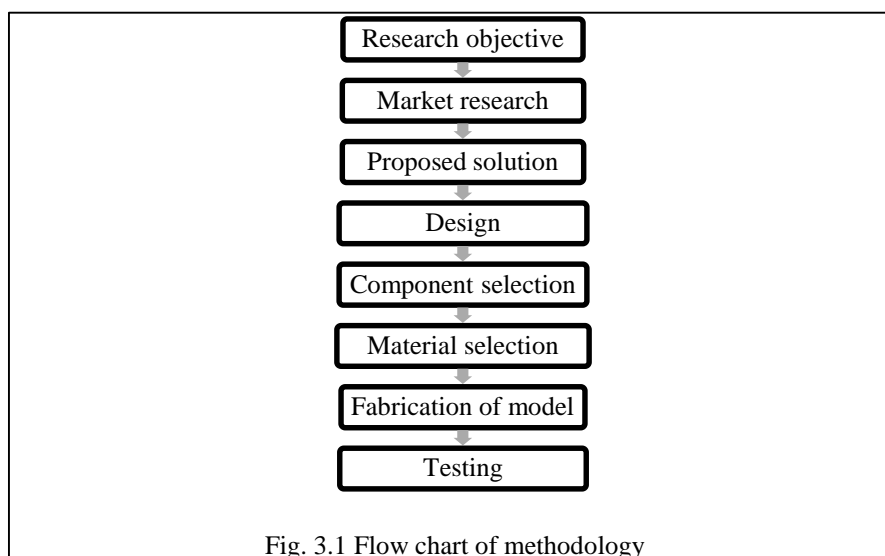 Research objective
Market research
Proposed solution
Design
Component selection
Material selection
Fabrication of model
Testing
Fig. 3.1 Flow chart of methodology